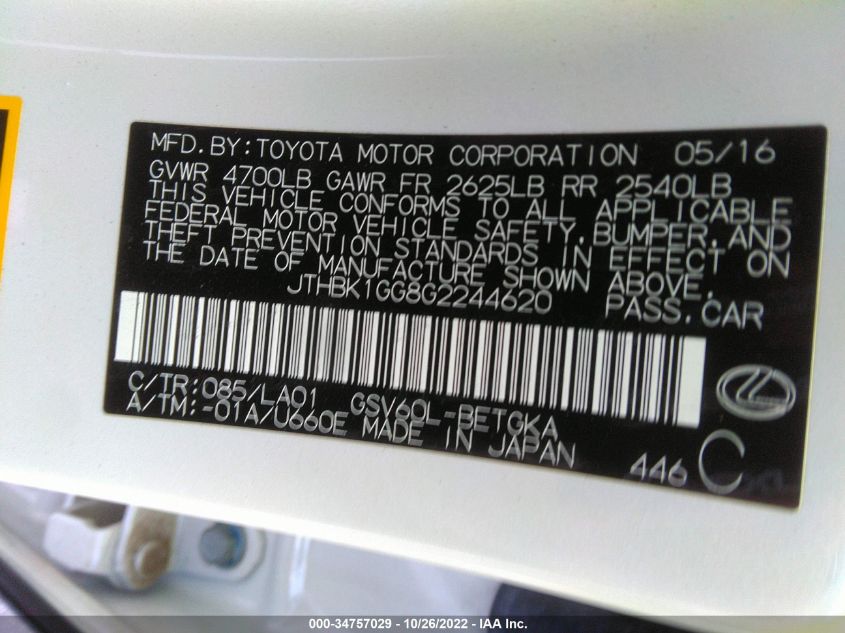 MFD.BY:TOYOTA MOTOR CORPORATION 05/16
GVWR 4700LB GAWR FR 2625LB RR 2540LB
THIS VEHICLE CONFORMS TO ALL APPLICABLE
FEDERAL MOTOR VEHICLE SAFETY,BUMPER,AND
THEFT PREVENTION STANDARDS IN EFFECT ON
THE DATE OF MANUFACTURE SHOWN ABOVE.
JTHBK1GG8G2244620 PASS.CAR
C/TR:085/LA01 GSV60L-BETGKA
A/TM:-01A/U660E MADE IN JAPAN
446 C
000-34757029 - 10/26/2022 - IAA Inc.